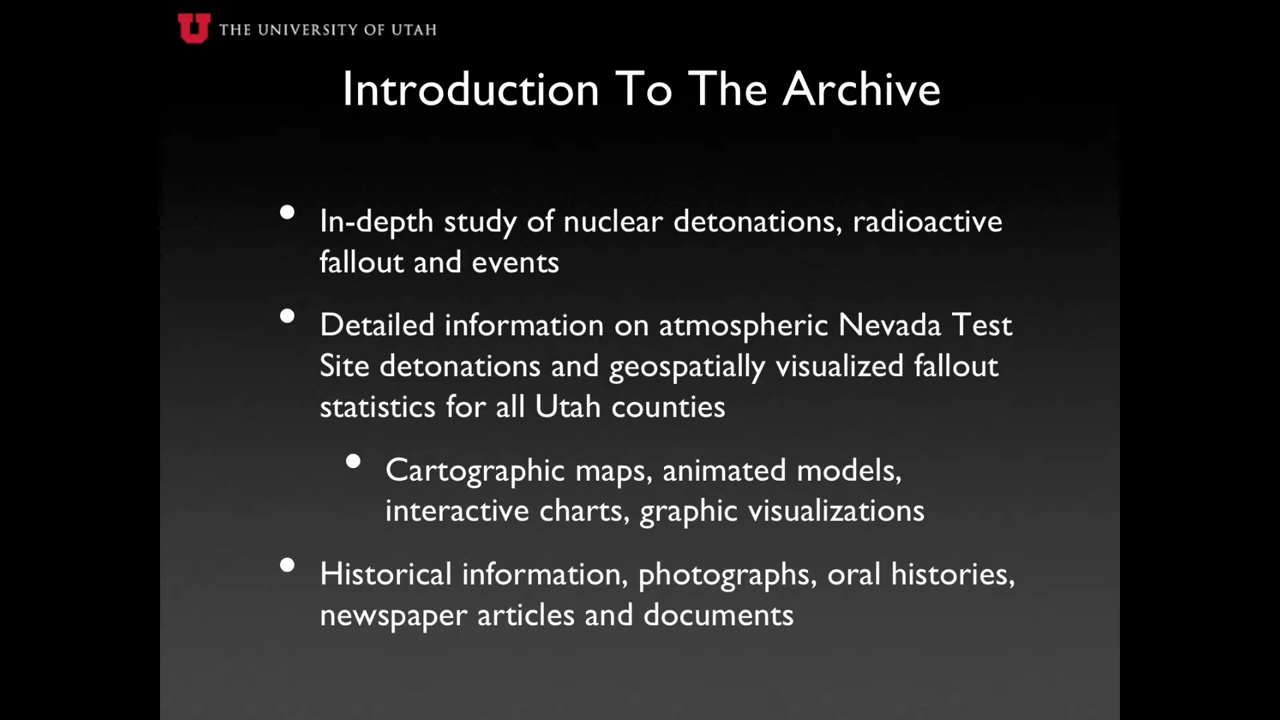 THE UNIVERSITY OF UTAH
Introduction To The Archive
• In-depth study of nuclear detonations, radioactive
fallout and events
• Detailed information on atmospheric Nevada Test
Site detonations and geospatially visualized fallout
statistics for all Utah counties
• Cartographic maps, animated models,
interactive charts, graphic visualizations
• Historical information, photographs, oral histories,
newspaper articles and documents